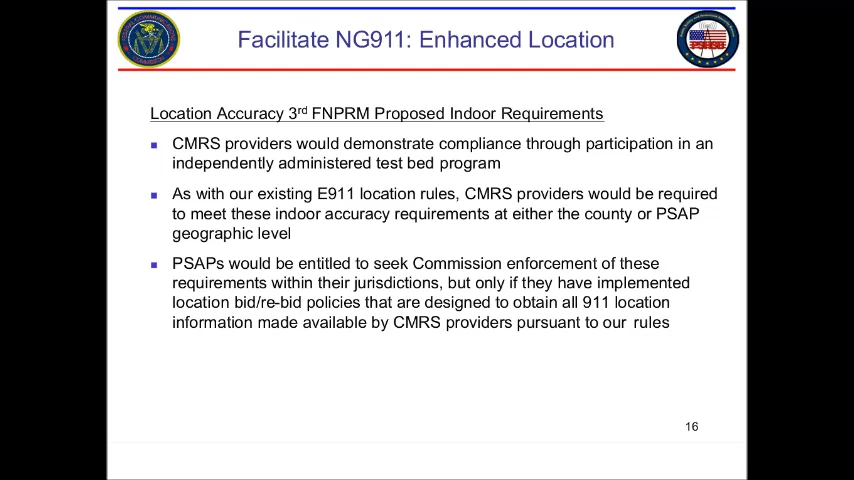 Facilitate NG911: Enhanced Location
Location Accuracy 3rd FNPRM Proposed Indoor Requirements
CMRS providers would demonstrate compliance through participation in an
independently administered test bed program
As with our existing E911 location rules, CMRS providers would be required
to meet these indoor accuracy requirements at either the county or PSAP
geographic level
PSAPs would be entitled to seek Commission enforcement of these
requirements within their jurisdictions, but only if they have implemented
location bid/re-bid policies that are designed to obtain all 911 location
information made available by CMRS providers pursuant to our rules
16